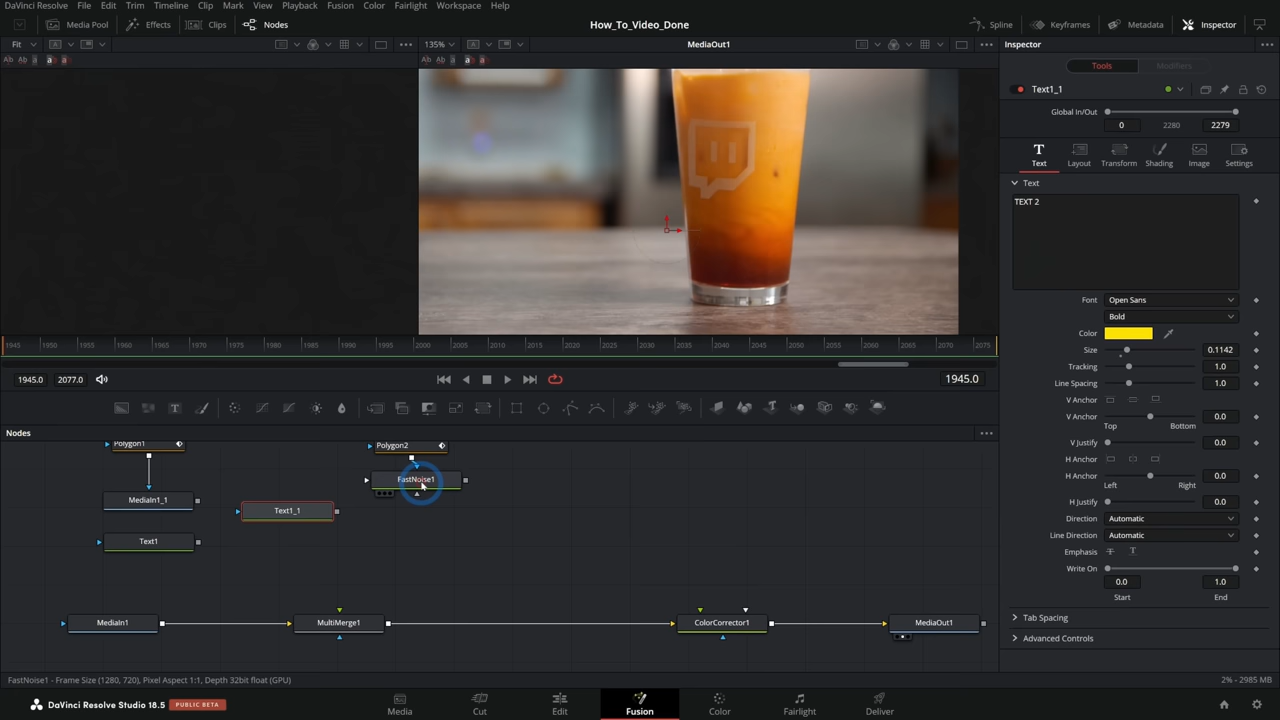 DaVinci Resolve File Edit Trim Timeline Clip Mark View Playback Fusion Color Fairlight Workspace Help
Media Pool Effects Clips Nodes How_To_Video_Done Spline Keyframes Metadata Inspector
Fit 135% MediaOut1 Inspector
Tools Modifiers
Text1_1
Global In/Out
0 2280 2279
Text Layout Transform Shading Image Settings
Text
TEXT 2
Font Open Sans
Bold
Color
Size 0.1142
Tracking 1.0
Line Spacing 1.0
V Anchor
V Anchor 0.0
Top Bottom
V Justify 0.0
H Anchor
H Anchor 0.0
Left Right
H Justify 0.0
Direction Automatic
Line Direction Automatic
Emphasis
Write On
0.0 1.0
Start End
Tab Spacing
Advanced Controls
1945 1950 1955 1960 1965 1970 1975 1980 1985 1990 1995 2000 2005 2010 2015 2020 2025 2030 2035 2040 2045 2050 2055 2060 2065 2070 2075
1945.0 2077.0 1945.0
Nodes
Polygon1 Polygon2
FastNoise1
MediaIn1_1
Text1_1
Text1
MediaIn1 MultiMerge1 ColorCorrector1 MediaOut1
FastNoise1 - Frame Size (1280, 720), Pixel Aspect 1:1, Depth 32bit float (GPU) 2% - 2985 MB
DaVinci Resolve Studio 18.5 PUBLIC BETA
Media Cut Edit Fusion Color Fairlight Deliver